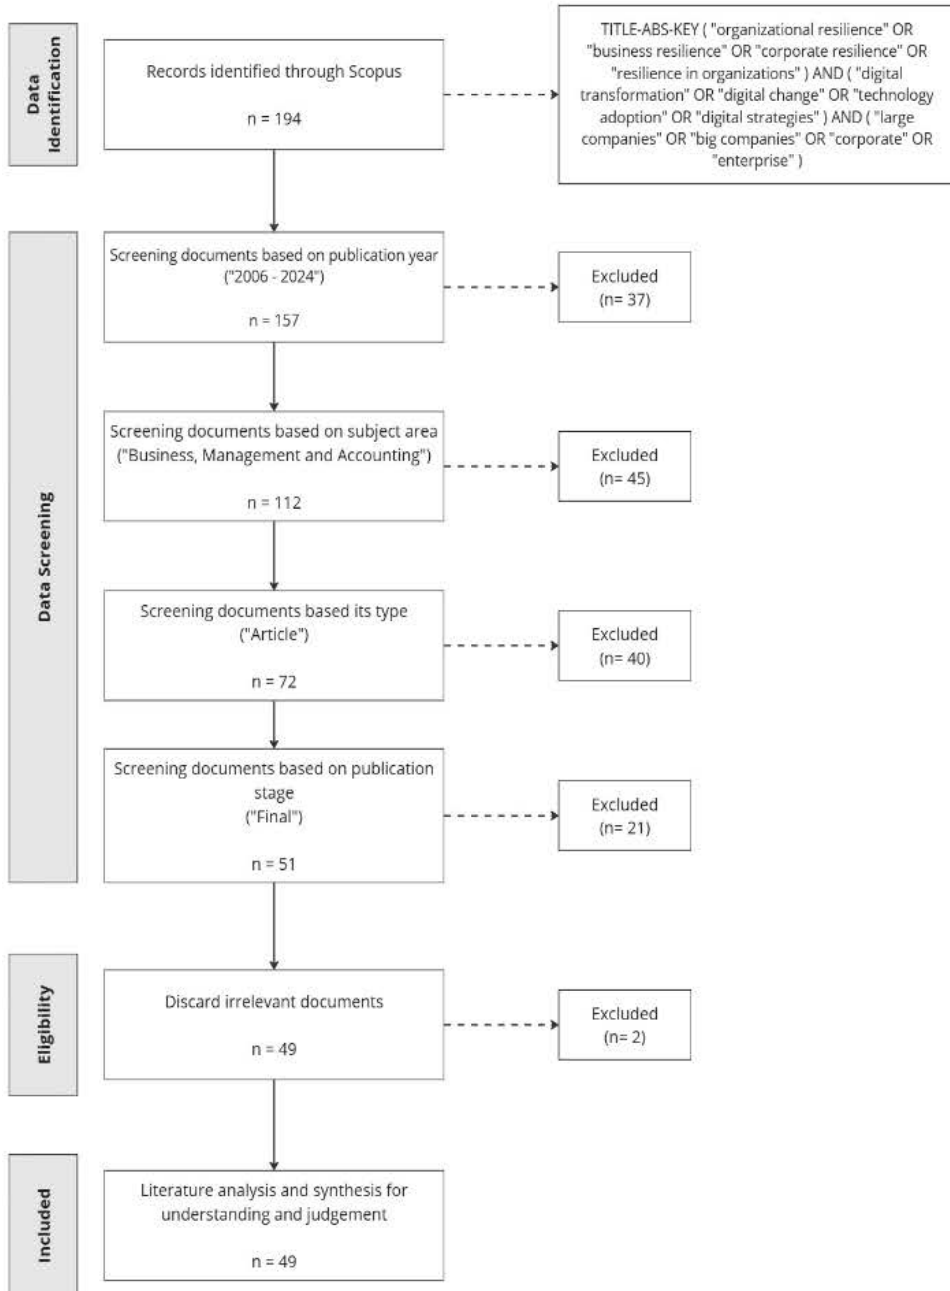 Data
Identification
Records identified through Scopus
n = 194
TITLE-ABS-KEY ( "organizational resilience" OR
"business resilience" OR "corporate resilience" OR
"resilience in organizations" ) AND ( "digital
transformation" OR "digital change" OR "technology
adoption" OR "digital strategies" ) AND ( "large
companies" OR "big companies" OR "corporate" OR
"enterprise" )
Data Screening
Screening documents based on publication year
("2006 - 2024")
n = 157
Excluded
(n= 37)
Screening documents based on subject area
("Business, Management and Accounting")
n = 112
Excluded
(n= 45)
Screening documents based its type
("Article")
n = 72
Excluded
(n= 40)
Screening documents based on publication
stage
("Final")
n = 51
Excluded
(n= 21)
Eligibility
Discard irrelevant documents
n = 49
Excluded
(n= 2)
Included
Literature analysis and synthesis for
understanding and judgement
n = 49